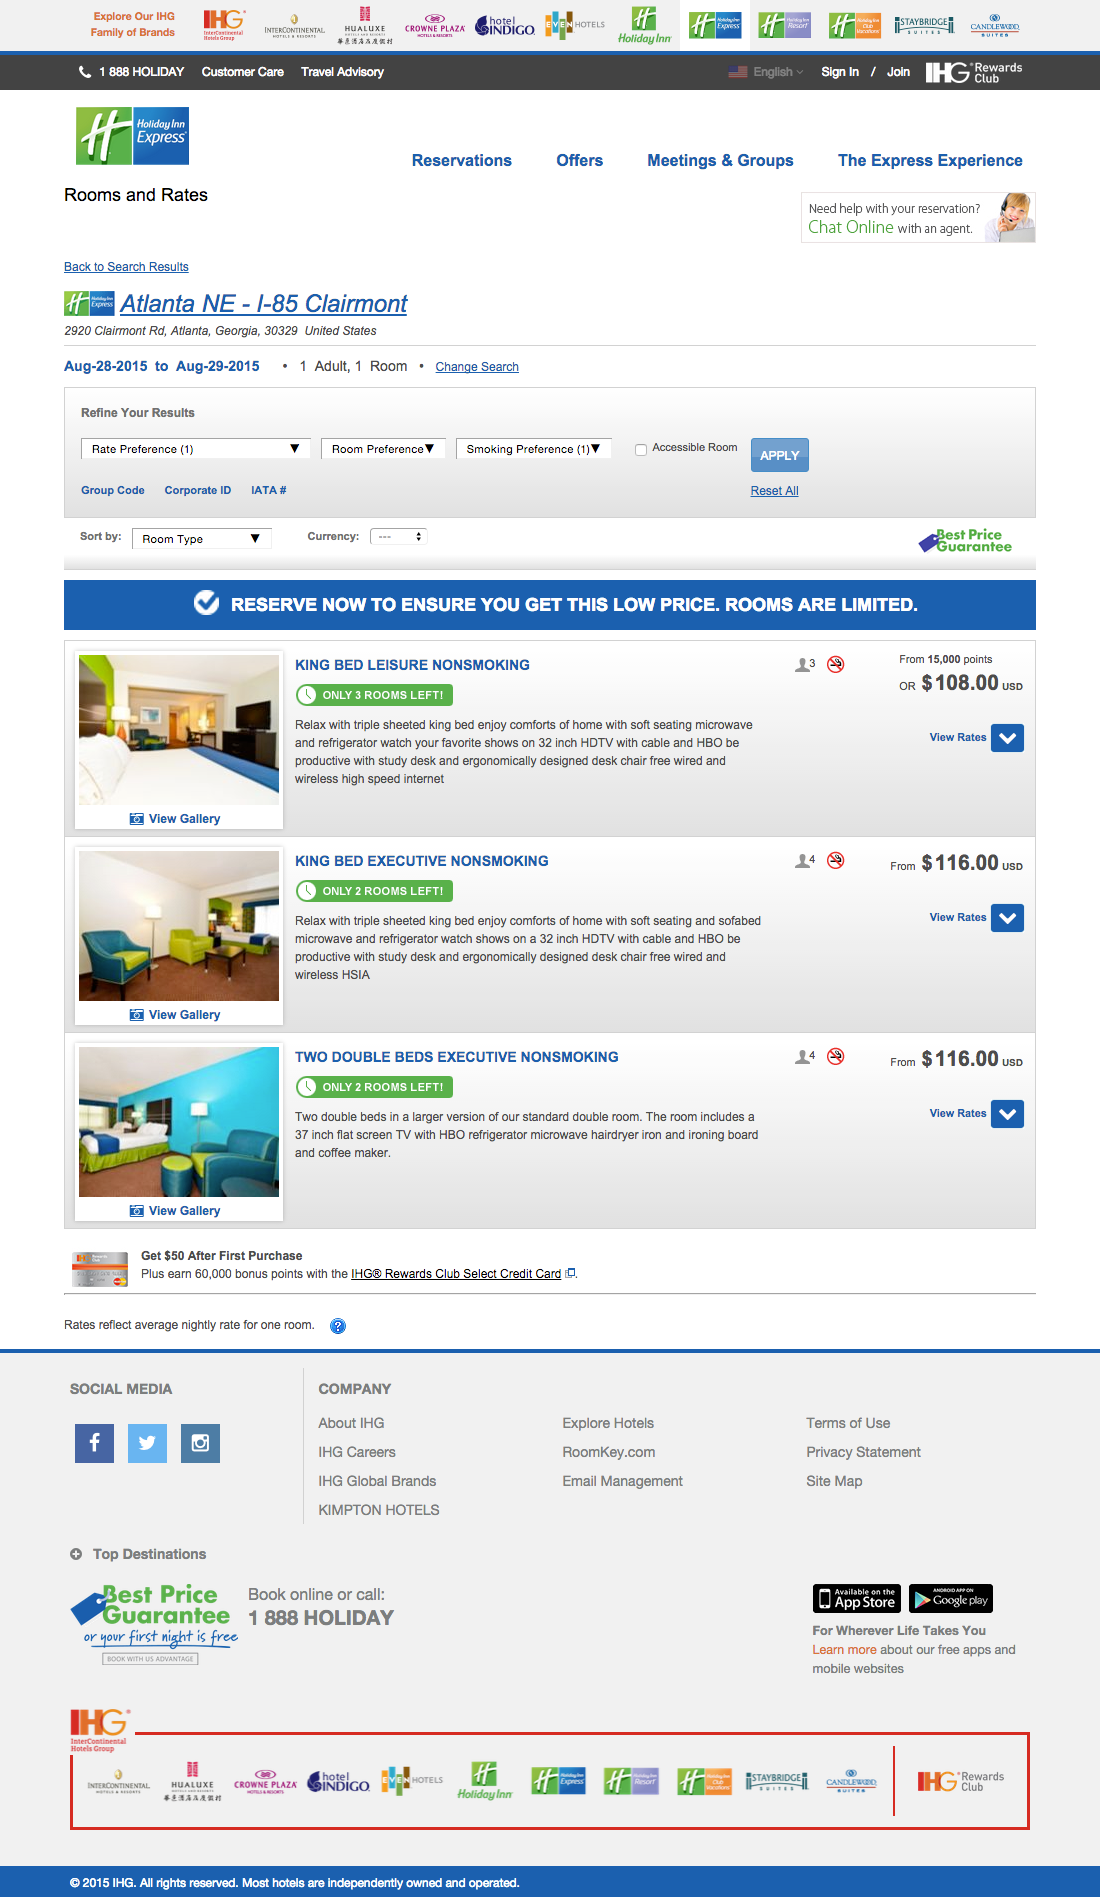 Explore Our IHG
Family of Brands
IHG
InterContinental
Hotels Group
INTERCONTINENTAL
HOTELS & RESORTS
HUALUXE
HOTELS AND RESORTS
CROWNE PLAZA
HOTELS & RESORTS
hotel
INDIGO
EVEN HOTELS
Holiday Inn
Holiday Inn
Express
Holiday Inn
Resort
Holiday Inn
Club
Vacations
STAYBRIDGE
SUITES
CANDLEWOOD
SUITES
1 888 HOLIDAY Customer Care Travel Advisory
English Sign In / Join IHG Rewards
Club
Holiday Inn
Express
Reservations Offers Meetings & Groups The Express Experience
Rooms and Rates
Need help with your reservation?
Chat Online with an agent.
Back to Search Results
Holiday Inn
Express
Atlanta NE - I-85 Clairmont
2920 Clairmont Rd, Atlanta, Georgia, 30329 United States
Aug-28-2015 to Aug-29-2015 • 1 Adult, 1 Room • Change Search
Refine Your Results
Rate Preference (1) Room Preference Smoking Preference (1) Accessible Room APPLY
Group Code Corporate ID IATA # Reset All
Sort by: Room Type Currency: ---
Best Price
Guarantee
RESERVE NOW TO ENSURE YOU GET THIS LOW PRICE. ROOMS ARE LIMITED.
KING BED LEISURE NONSMOKING 3 From 15,000 points
ONLY 3 ROOMS LEFT! OR $108.00 USD
Relax with triple sheeted king bed enjoy comforts of home with soft seating microwave
and refrigerator watch your favorite shows on 32 inch HDTV with cable and HBO be
productive with study desk and ergonomically designed desk chair free wired and
wireless high speed internet
View Rates
View Gallery
KING BED EXECUTIVE NONSMOKING 4 From $116.00 USD
ONLY 2 ROOMS LEFT!
Relax with triple sheeted king bed enjoy comforts of home with soft seating and sofabed
microwave and refrigerator watch shows on a 32 inch HDTV with cable and HBO be
productive with study desk and ergonomically designed desk chair free wired and
wireless HSIA
View Rates
View Gallery
TWO DOUBLE BEDS EXECUTIVE NONSMOKING 4 From $116.00 USD
ONLY 2 ROOMS LEFT!
Two double beds in a larger version of our standard double room. The room includes a
37 inch flat screen TV with HBO refrigerator microwave hairdryer iron and ironing board
and coffee maker.
View Rates
View Gallery
Get $50 After First Purchase
Plus earn 60,000 bonus points with the IHG® Rewards Club Select Credit Card .
Rates reflect average nightly rate for one room. ?
SOCIAL MEDIA
COMPANY
About IHG Explore Hotels Terms of Use
IHG Careers RoomKey.com Privacy Statement
IHG Global Brands Email Management Site Map
KIMPTON HOTELS
Top Destinations
Best Price
Guarantee
or your first night is free
BOOK WITH US ADVANTAGE
Book online or call:
1 888 HOLIDAY
Available on the
App Store
ANDROID APP ON
Google play
For Wherever Life Takes You
Learn more about our free apps and
mobile websites
IHG
InterContinental
Hotels Group
INTERCONTINENTAL
HOTELS & RESORTS
HUALUXE
HOTELS AND RESORTS
CROWNE PLAZA
HOTELS & RESORTS
hotel
INDIGO
EVEN HOTELS
Holiday Inn
Holiday Inn
Express
Holiday Inn
Resort
Holiday Inn
Club
Vacations
STAYBRIDGE
SUITES
CANDLEWOOD
SUITES
IHG Rewards
Club
© 2015 IHG. All rights reserved. Most hotels are independently owned and operated.